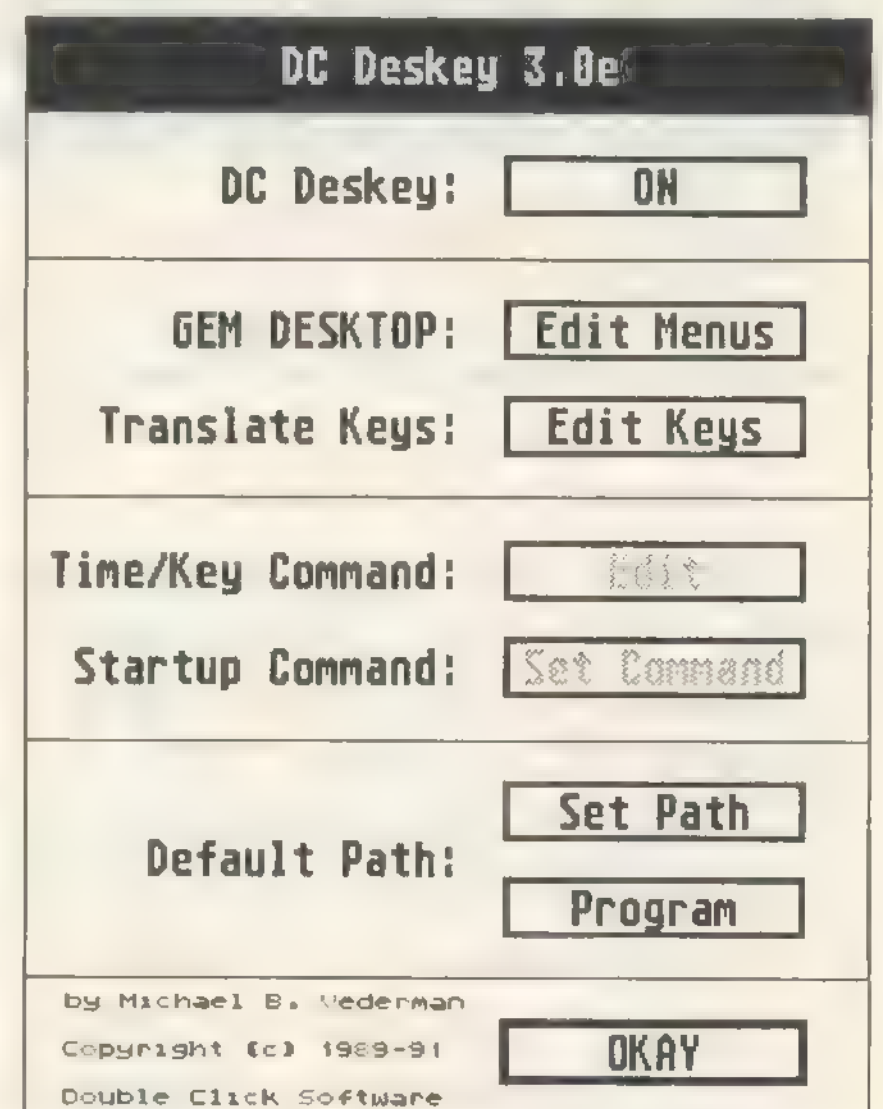 DC Deskey 3.0e
DC Deskey: ON
GEM DESKTOP: Edit Menus
Translate Keys: Edit Keys
Time/Key Command: Edit
Startup Command: Set Command
Set Path
Default Path:
Program
by Michael B. Vederman
Copyright (c) 1989-91
OKAY
Double Click Software